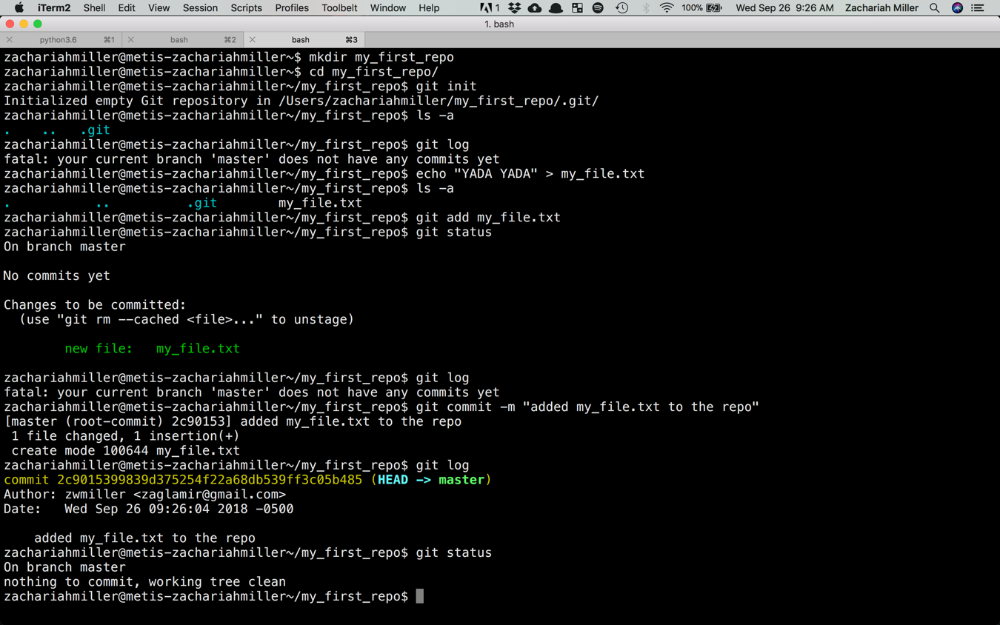 iTerm2 Shell Edit View Session Scripts Profiles Toolbelt Window Help 1 100% Wed Sep 26 9:26 AM Zachariah Miller
1. bash
python3.6 ⌘1 bash ⌘2 bash ⌘3
zachariahmiller@metis-zachariahmiller~$ mkdir my_first_repo
zachariahmiller@metis-zachariahmiller~$ cd my_first_repo/
zachariahmiller@metis-zachariahmiller~/my_first_repo$ git init
Initialized empty Git repository in /Users/zachariahmiller/my_first_repo/.git/
zachariahmiller@metis-zachariahmiller~/my_first_repo$ ls -a
. .. .git
zachariahmiller@metis-zachariahmiller~/my_first_repo$ git log
fatal: your current branch 'master' does not have any commits yet
zachariahmiller@metis-zachariahmiller~/my_first_repo$ echo "YADA YADA" > my_file.txt
zachariahmiller@metis-zachariahmiller~/my_first_repo$ ls -a
. .. .git my_file.txt
zachariahmiller@metis-zachariahmiller~/my_first_repo$ git add my_file.txt
zachariahmiller@metis-zachariahmiller~/my_first_repo$ git status
On branch master
No commits yet
Changes to be committed:
(use "git rm --cached <file>..." to unstage)
new file: my_file.txt
zachariahmiller@metis-zachariahmiller~/my_first_repo$ git log
fatal: your current branch 'master' does not have any commits yet
zachariahmiller@metis-zachariahmiller~/my_first_repo$ git commit -m "added my_file.txt to the repo"
[master (root-commit) 2c90153] added my_file.txt to the repo
1 file changed, 1 insertion(+)
create mode 100644 my_file.txt
zachariahmiller@metis-zachariahmiller~/my_first_repo$ git log
commit 2c9015399839d375254f22a68db539ff3c05b485 (HEAD -> master)
Author: zwmiller <zaglamir@gmail.com>
Date: Wed Sep 26 09:26:04 2018 -0500
added my_file.txt to the repo
zachariahmiller@metis-zachariahmiller~/my_first_repo$ git status
On branch master
nothing to commit, working tree clean
zachariahmiller@metis-zachariahmiller~/my_first_repo$